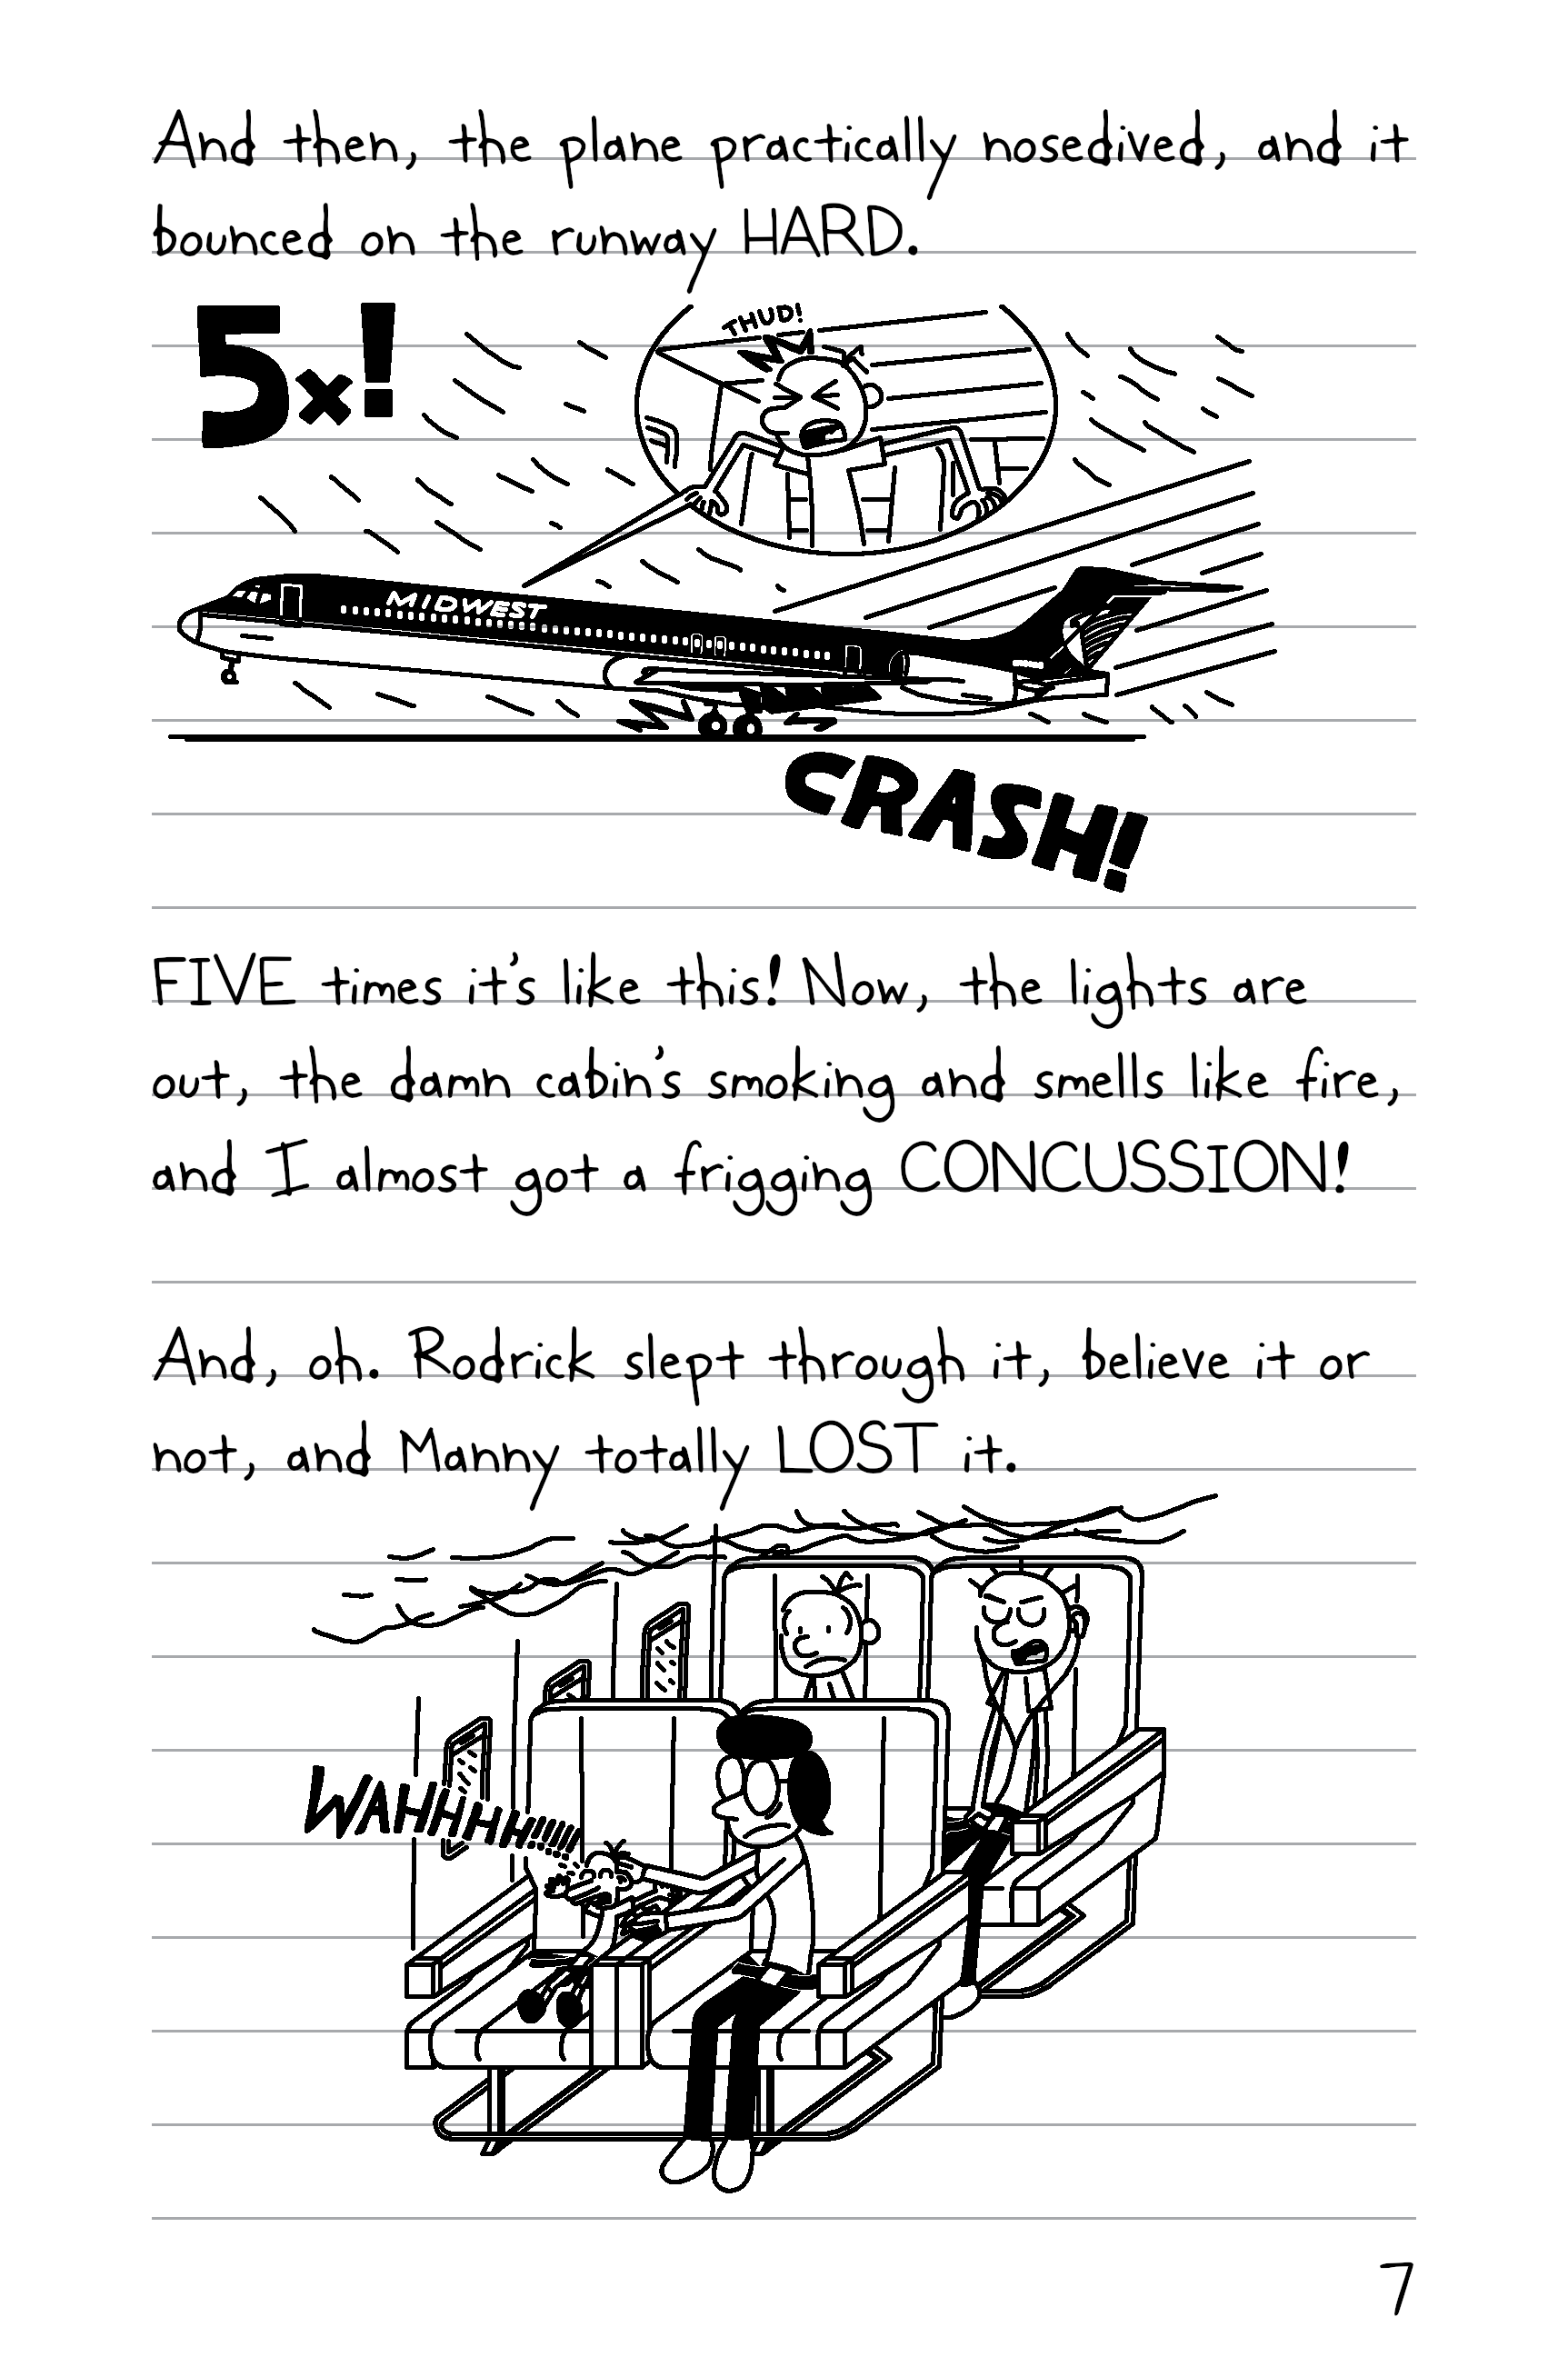 And then, the plane practically nosedived, and it
bounced on the runway HARD.
5x!
THUD!
MIDWEST
CRASH!
FIVE times it's like this! Now, the lights are
out, the damn cabin's smoking and smells like fire,
and I almost got a frigging CONCUSSION!
And, oh. Rodrick slept through it, believe it or
not, and Manny totally LOST it.
WAHHHH!!!!!
7